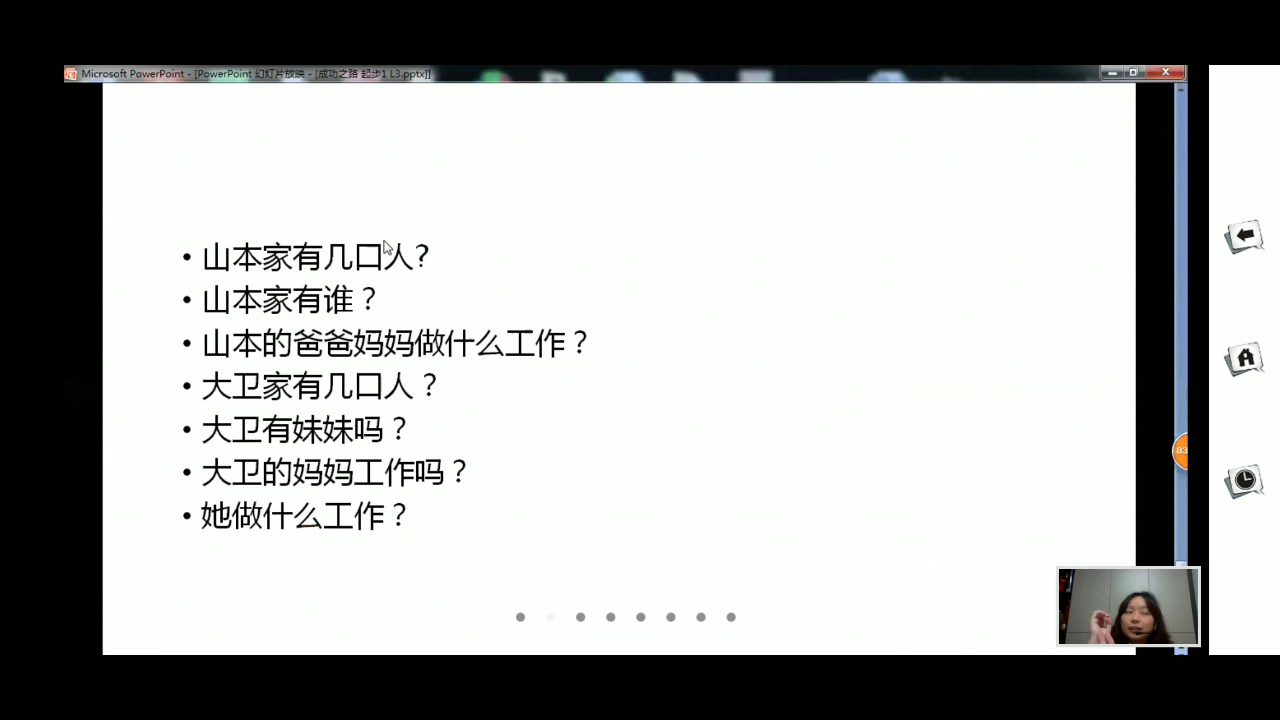 Microsoft PowerPoint - [PowerPoint 幻灯片放映 - [成功之路 起步1 L3.pptx]]
• 山本家有几口人?
• 山本家有谁？
• 山本的爸爸妈妈做什么工作？
• 大卫家有几口人？
• 大卫有妹妹吗？
• 大卫的妈妈工作吗？
• 她做什么工作？
83